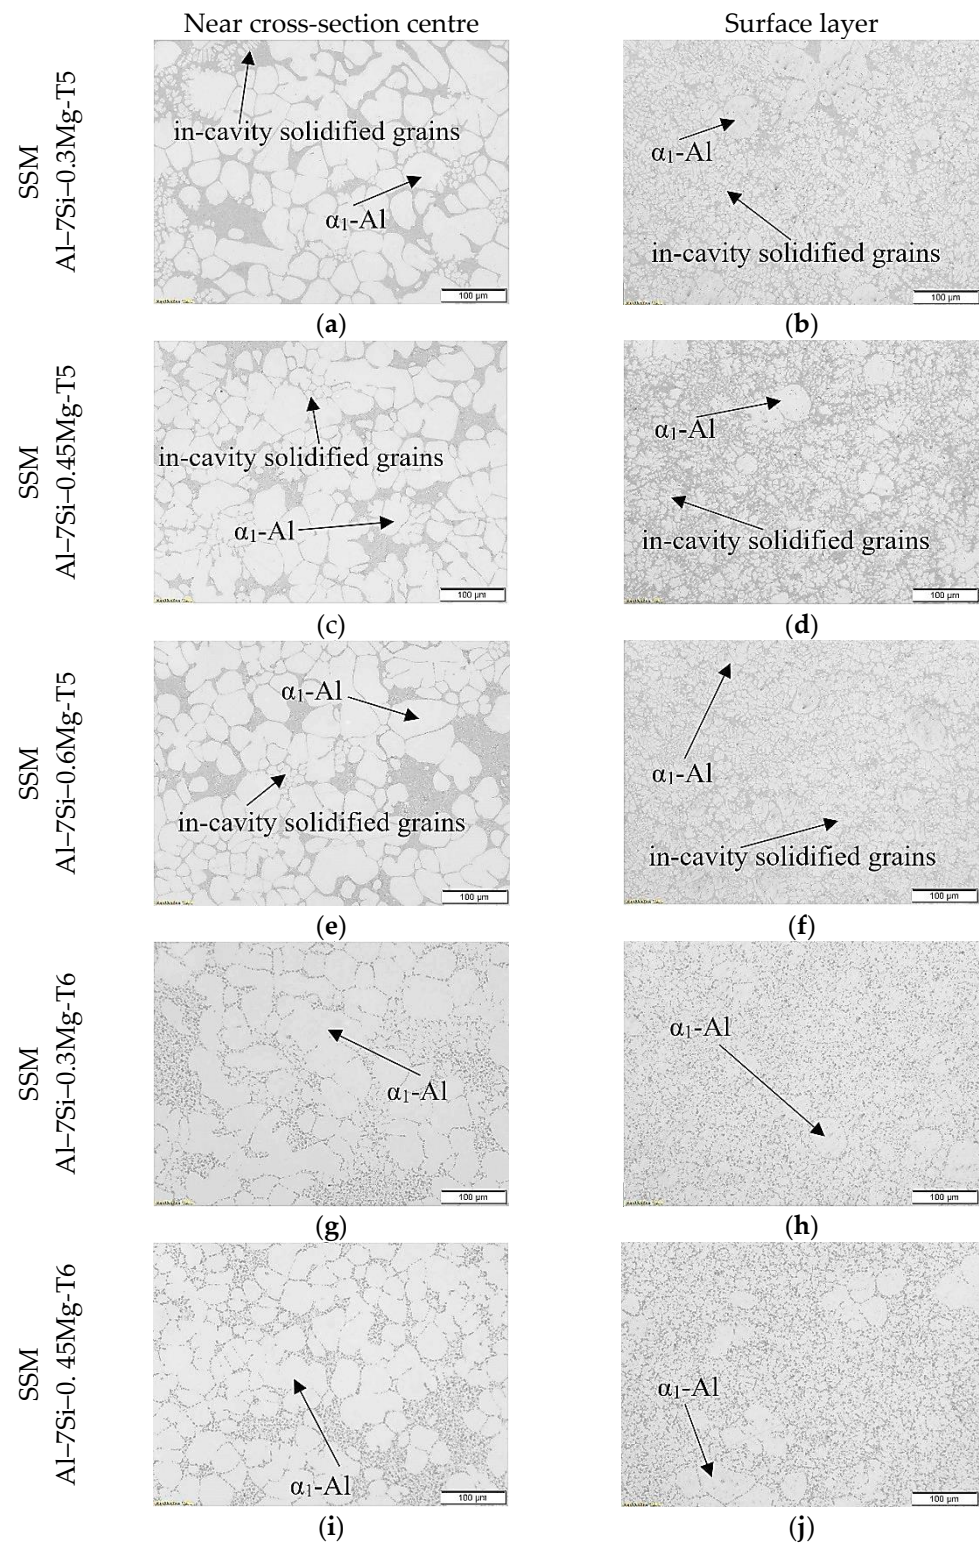 Near cross-section centre
Surface layer
SSM
Al–7Si–0.3Mg-T5
in-cavity solidified grains
α₁-Al
100 µm
α₁-Al
in-cavity solidified grains
100 µm
(a)
(b)
SSM
Al–7Si–0.45Mg-T5
in-cavity solidified grains
α₁-Al
100 µm
α₁-Al
in-cavity solidified grains
100 µm
(c)
(d)
SSM
Al–7Si–0.6Mg-T5
α₁-Al
in-cavity solidified grains
100 µm
α₁-Al
in-cavity solidified grains
100 µm
(e)
(f)
SSM
Al–7Si–0.3Mg-T6
α₁-Al
100 µm
α₁-Al
100 µm
(g)
(h)
SSM
Al–7Si–0. 45Mg-T6
α₁-Al
100 µm
α₁-Al
100 µm
(i)
(j)